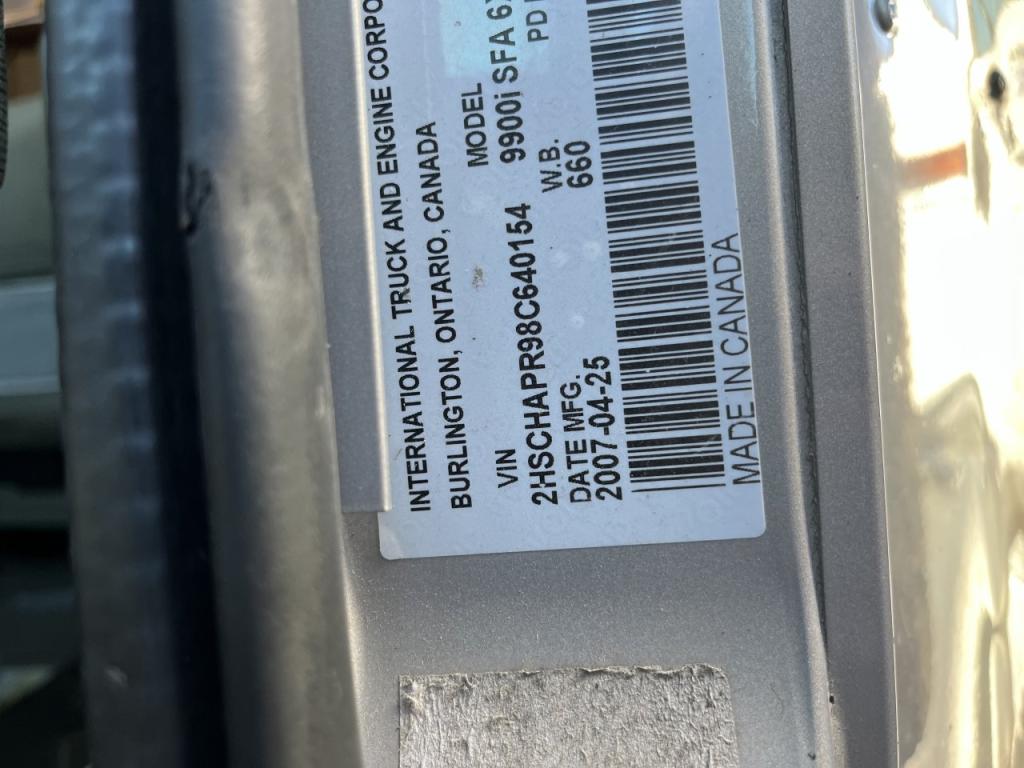 INTERNATIONAL TRUCK AND ENGINE
BURLINGTON, ONTARIO, CANADA
VIN MODEL
2HSCHAPR98C640154 9900i SFA
DATE MFG. W.B.
2007-04-25 660
MADE IN CANADA